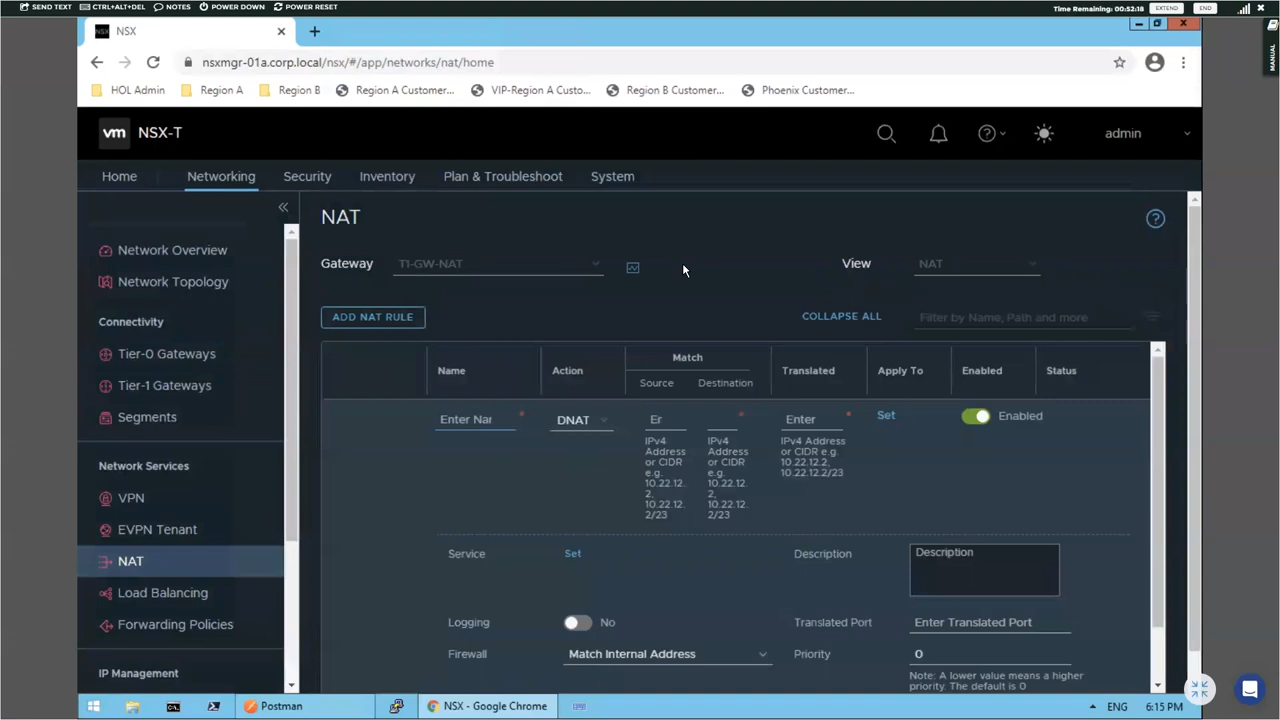 SEND TEXT CTRL+ALT+DEL NOTES POWER DOWN POWER RESET Time Remaining: 00:52:18 EXTEND END
MANUAL
NSX
nsxmgr-01a.corp.local/nsx/#/app/networks/nat/home
HOL Admin Region A Region B Region A Customer... VIP-Region A Custo... Region B Customer... Phoenix Customer...
vm NSX-T admin
Home Networking Security Inventory Plan & Troubleshoot System
Network Overview
Network Topology
Connectivity
Tier-0 Gateways
Tier-1 Gateways
Segments
Network Services
VPN
EVPN Tenant
NAT
Load Balancing
Forwarding Policies
IP Management
NAT
Gateway T1-GW-NAT View NAT
ADD NAT RULE COLLAPSE ALL Filter by Name, Path and more
Name Action Match Translated Apply To Enabled Status
Source Destination
Enter Nar * DNAT Er * Enter * Set Enabled
IPv4 Address or CIDR e.g. 10.22.12.2, 10.22.12.2/23
IPv4 Address or CIDR e.g. 10.22.12.2, 10.22.12.2/23
IPv4 Address or CIDR e.g. 10.22.12.2, 10.22.12.2/23
Service Set Description Description
Logging No Translated Port Enter Translated Port
Firewall Match Internal Address Priority 0
Note: A lower value means a higher
priority. The default is 0
Postman NSX - Google Chrome ENG 6:15 PM